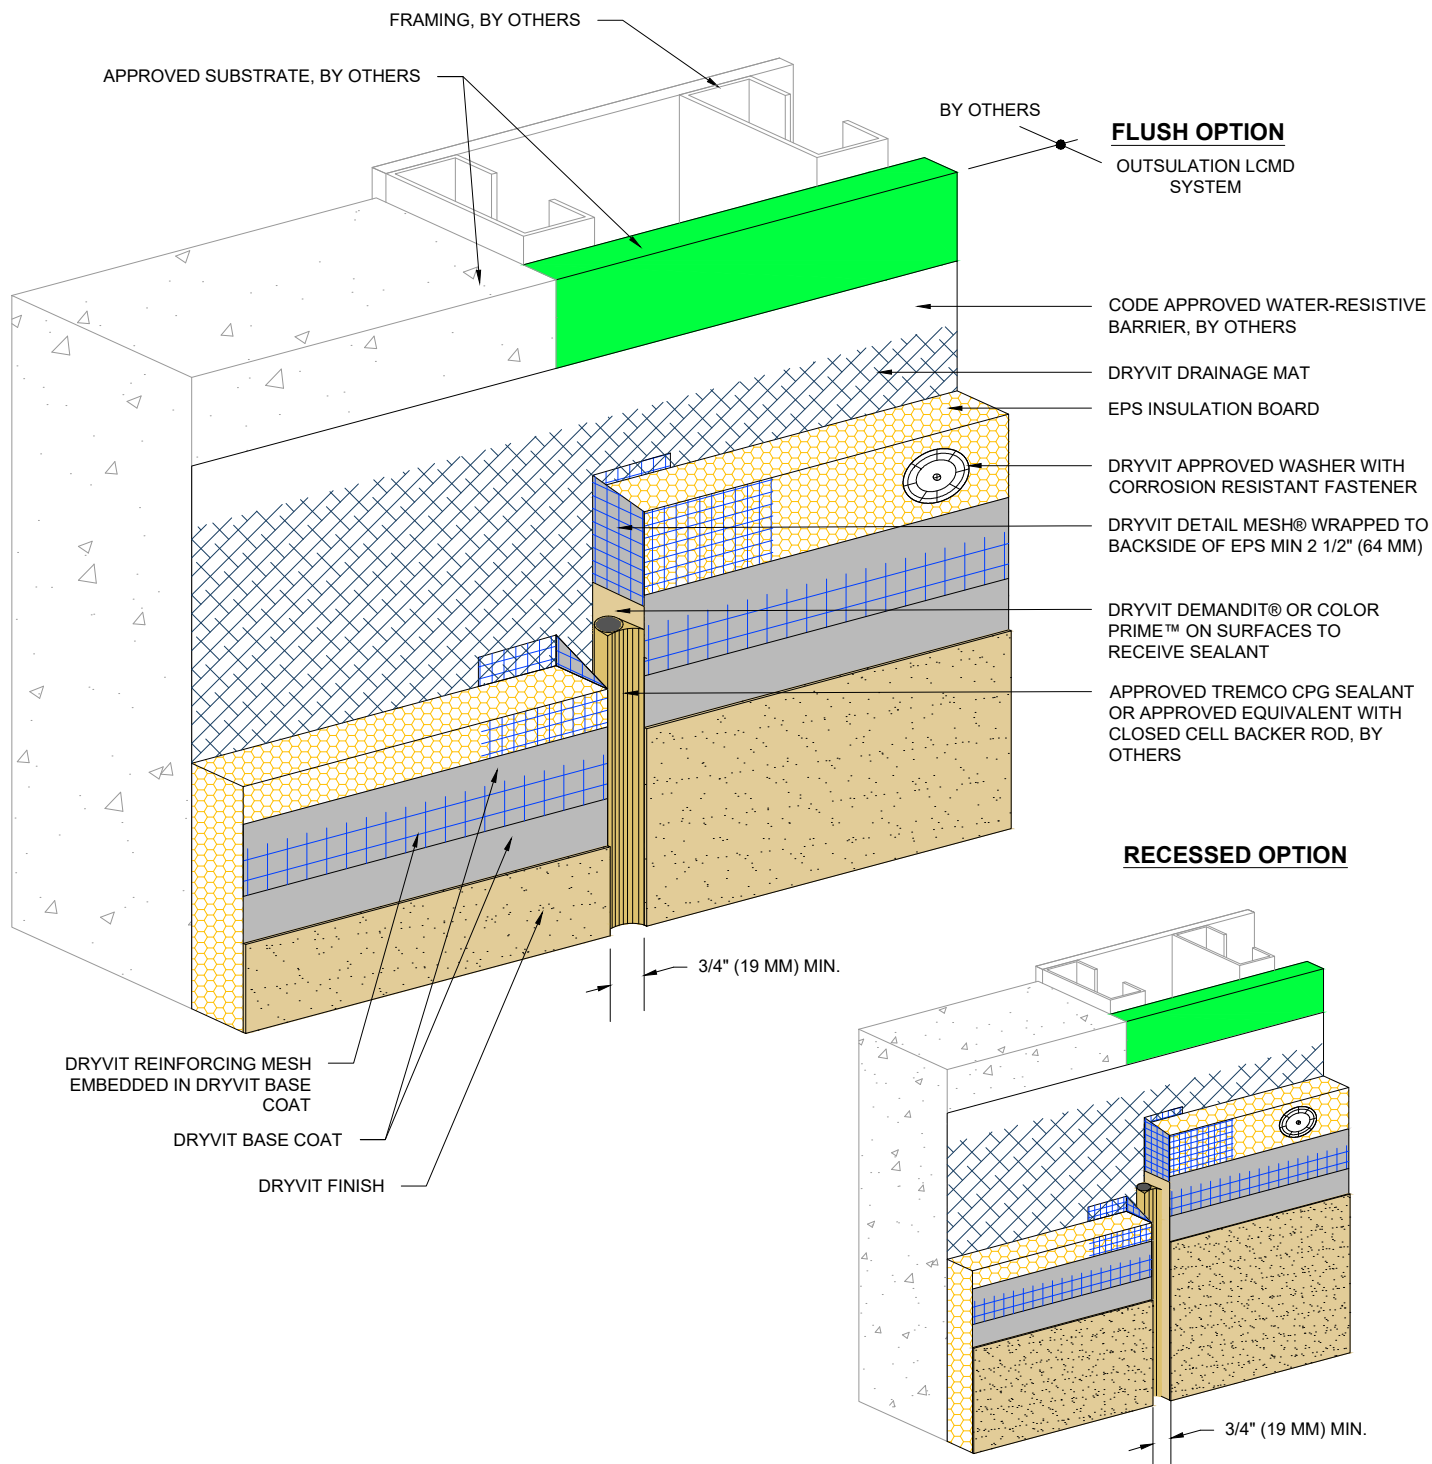 FRAMING, BY OTHERS
APPROVED SUBSTRATE, BY OTHERS
BY OTHERS
FLUSH OPTION
OUTSULATION LCMD
SYSTEM
CODE APPROVED WATER-RESISTIVE
BARRIER, BY OTHERS
DRYVIT DRAINAGE MAT
EPS INSULATION BOARD
DRYVIT APPROVED WASHER WITH
CORROSION RESISTANT FASTENER
DRYVIT DETAIL MESH® WRAPPED TO
BACKSIDE OF EPS MIN 2 1/2" (64 MM)
DRYVIT DEMANDIT® OR COLOR
PRIME™ ON SURFACES TO
RECEIVE SEALANT
APPROVED TREMCO CPG SEALANT
OR APPROVED EQUIVALENT WITH
CLOSED CELL BACKER ROD, BY
OTHERS
RECESSED OPTION
3/4" (19 MM) MIN.
DRYVIT REINFORCING MESH
EMBEDDED IN DRYVIT BASE
COAT
DRYVIT BASE COAT
DRYVIT FINISH
3/4" (19 MM) MIN.